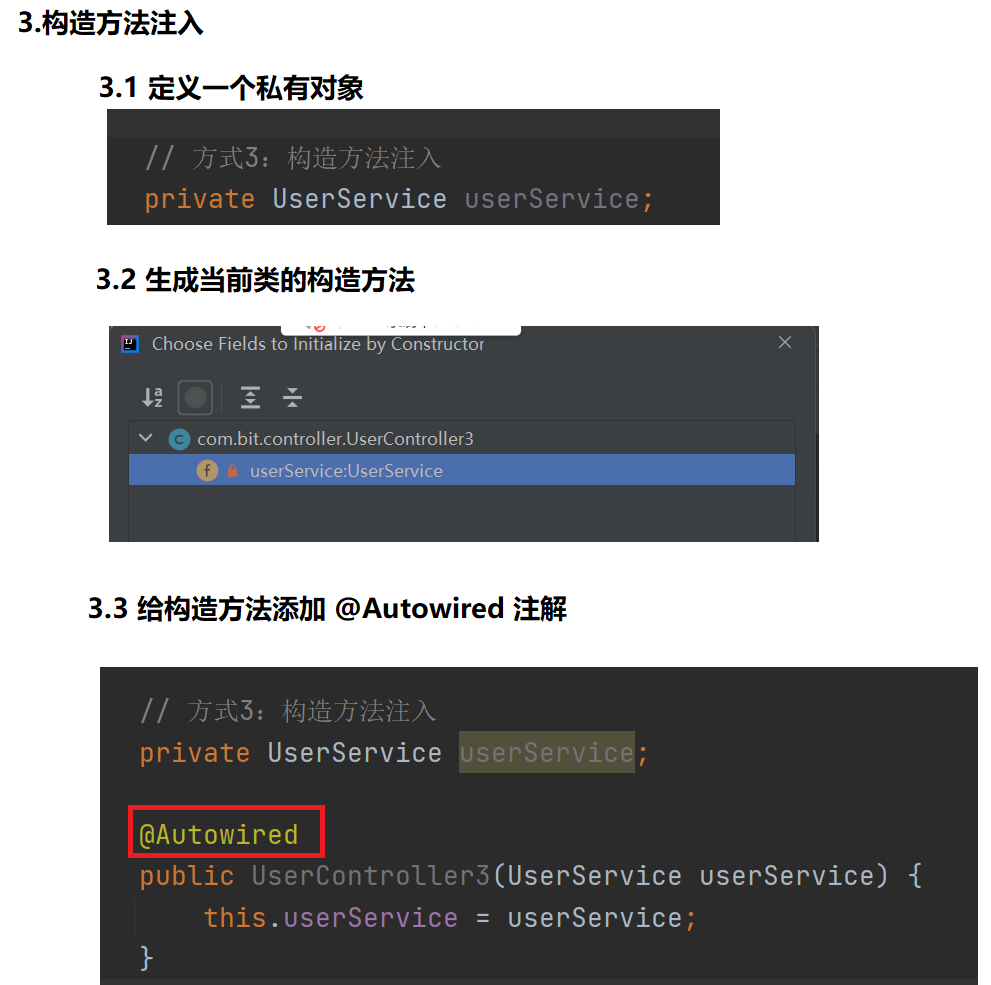 3.构造方法注入
3.1 定义一个私有对象
// 方式3：构造方法注入
private UserService userService;
3.2 生成当前类的构造方法
Choose Fields to Initialize by Constructor
com.bit.controller.UserController3
userService:UserService
3.3 给构造方法添加 @Autowired 注解
// 方式3：构造方法注入
private UserService userService;
@Autowired
public UserController3(UserService userService) {
this.userService = userService;
}